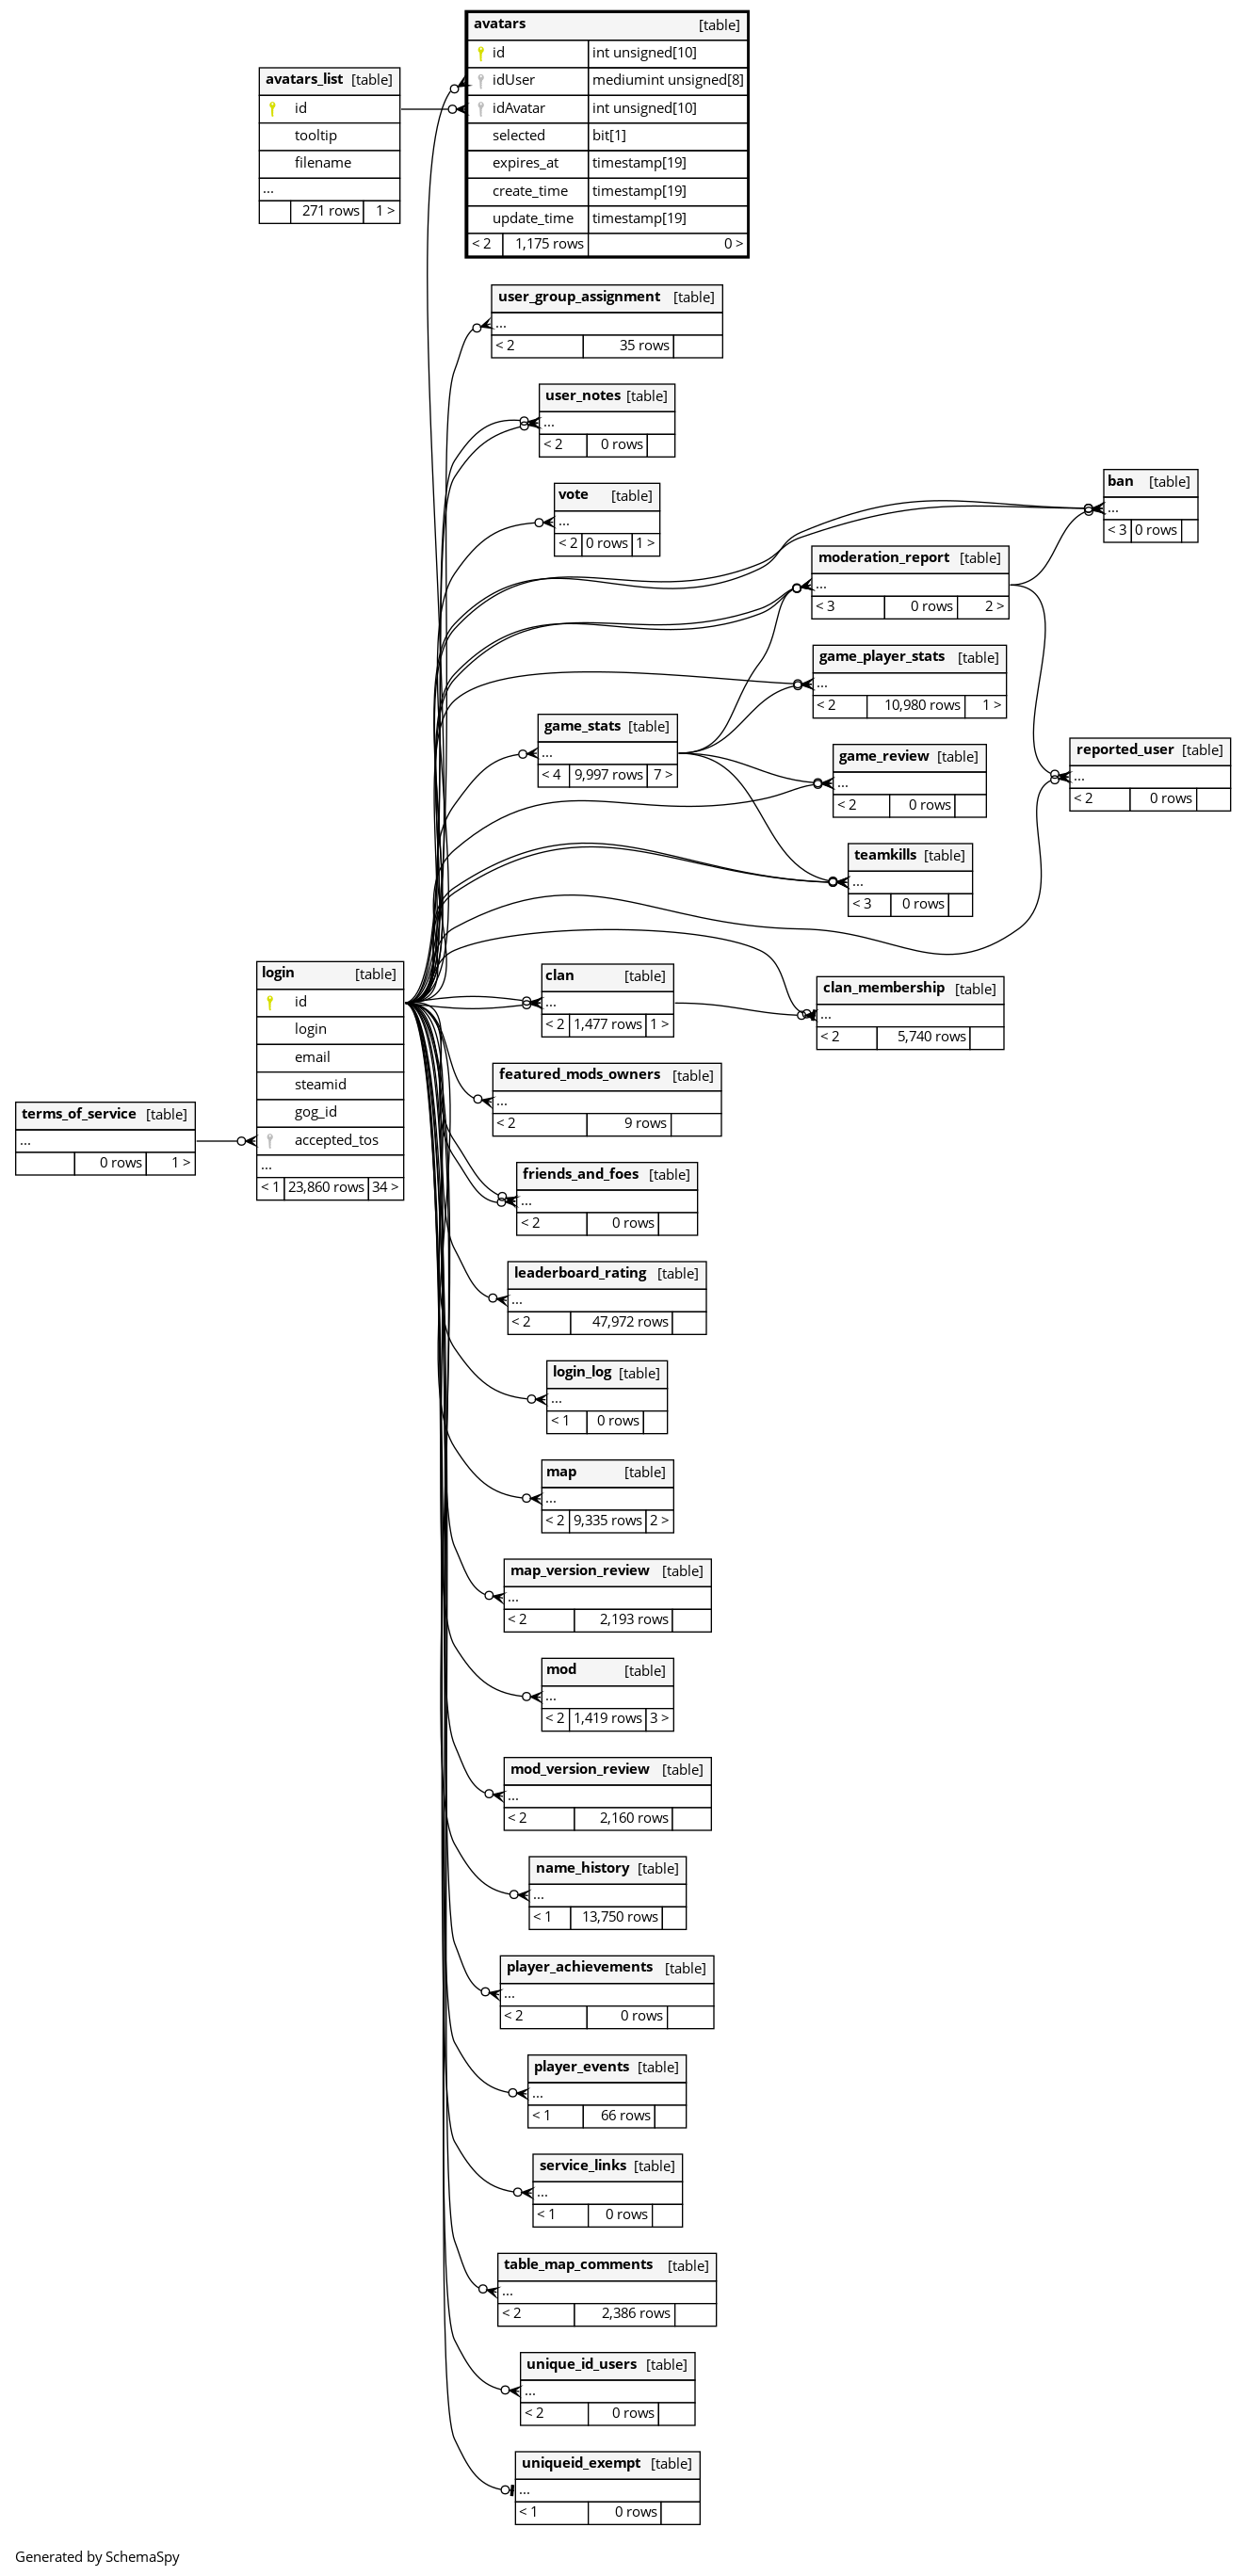 avatars [table]
id int unsigned[10]
idUser mediumint unsigned[8]
idAvatar int unsigned[10]
selected bit[1]
expires_at timestamp[19]
create_time timestamp[19]
update_time timestamp[19]
< 2 1,175 rows 0 >
avatars_list [table]
id
tooltip
filename
...
271 rows 1 >
user_group_assignment [table]
...
< 2 35 rows
user_notes [table]
...
< 2 0 rows
vote [table]
...
< 2 0 rows 1 >
ban [table]
...
< 3 0 rows
moderation_report [table]
...
< 3 0 rows 2 >
game_player_stats [table]
...
< 2 10,980 rows 1 >
game_stats [table]
...
< 4 9,997 rows 7 >
game_review [table]
...
< 2 0 rows
reported_user [table]
...
< 2 0 rows
teamkills [table]
...
< 3 0 rows
login [table]
id
login
email
steamid
gog_id
accepted_tos
...
< 1 23,860 rows 34 >
clan [table]
...
< 2 1,477 rows 1 >
clan_membership [table]
...
< 2 5,740 rows
terms_of_service [table]
...
0 rows 1 >
featured_mods_owners [table]
...
< 2 9 rows
friends_and_foes [table]
...
< 2 0 rows
leaderboard_rating [table]
...
< 2 47,972 rows
login_log [table]
...
< 1 0 rows
map [table]
...
< 2 9,335 rows 2 >
map_version_review [table]
...
< 2 2,193 rows
mod [table]
...
< 2 1,419 rows 3 >
mod_version_review [table]
...
< 2 2,160 rows
name_history [table]
...
< 1 13,750 rows
player_achievements [table]
...
< 2 0 rows
player_events [table]
...
< 1 66 rows
service_links [table]
...
< 1 0 rows
table_map_comments [table]
...
< 2 2,386 rows
unique_id_users [table]
...
< 2 0 rows
uniqueid_exempt [table]
...
< 1 0 rows
Generated by SchemaSpy